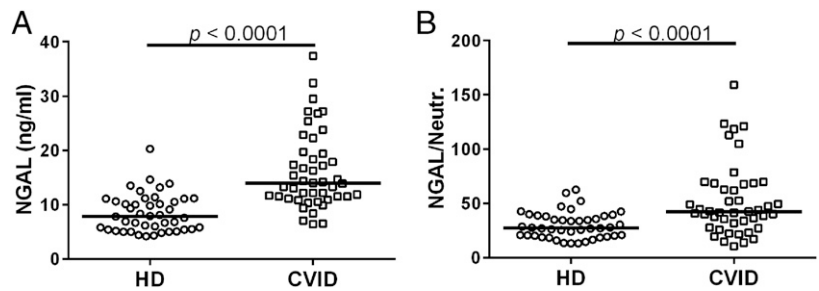 A
p < 0.0001
NGAL (ng/ml)
40
30
20
10
0
HD
CVID
B
p < 0.0001
NGAL/Neutr.
200
150
100
50
0
HD
CVID